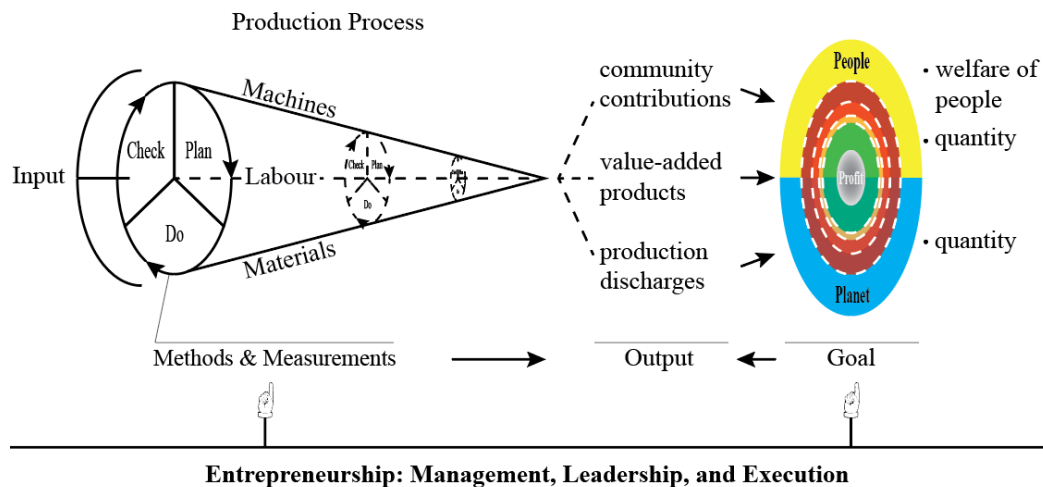 Production Process
Machines
Check
Plan
Do
Input
Labour
Materials
Check
Plan
Do
community
contributions
value-added
products
production
discharges
People
Profit
Planet
· welfare of
people
· quantity
· quantity
Methods & Measurements
Output
Goal
Entrepreneurship: Management, Leadership, and Execution